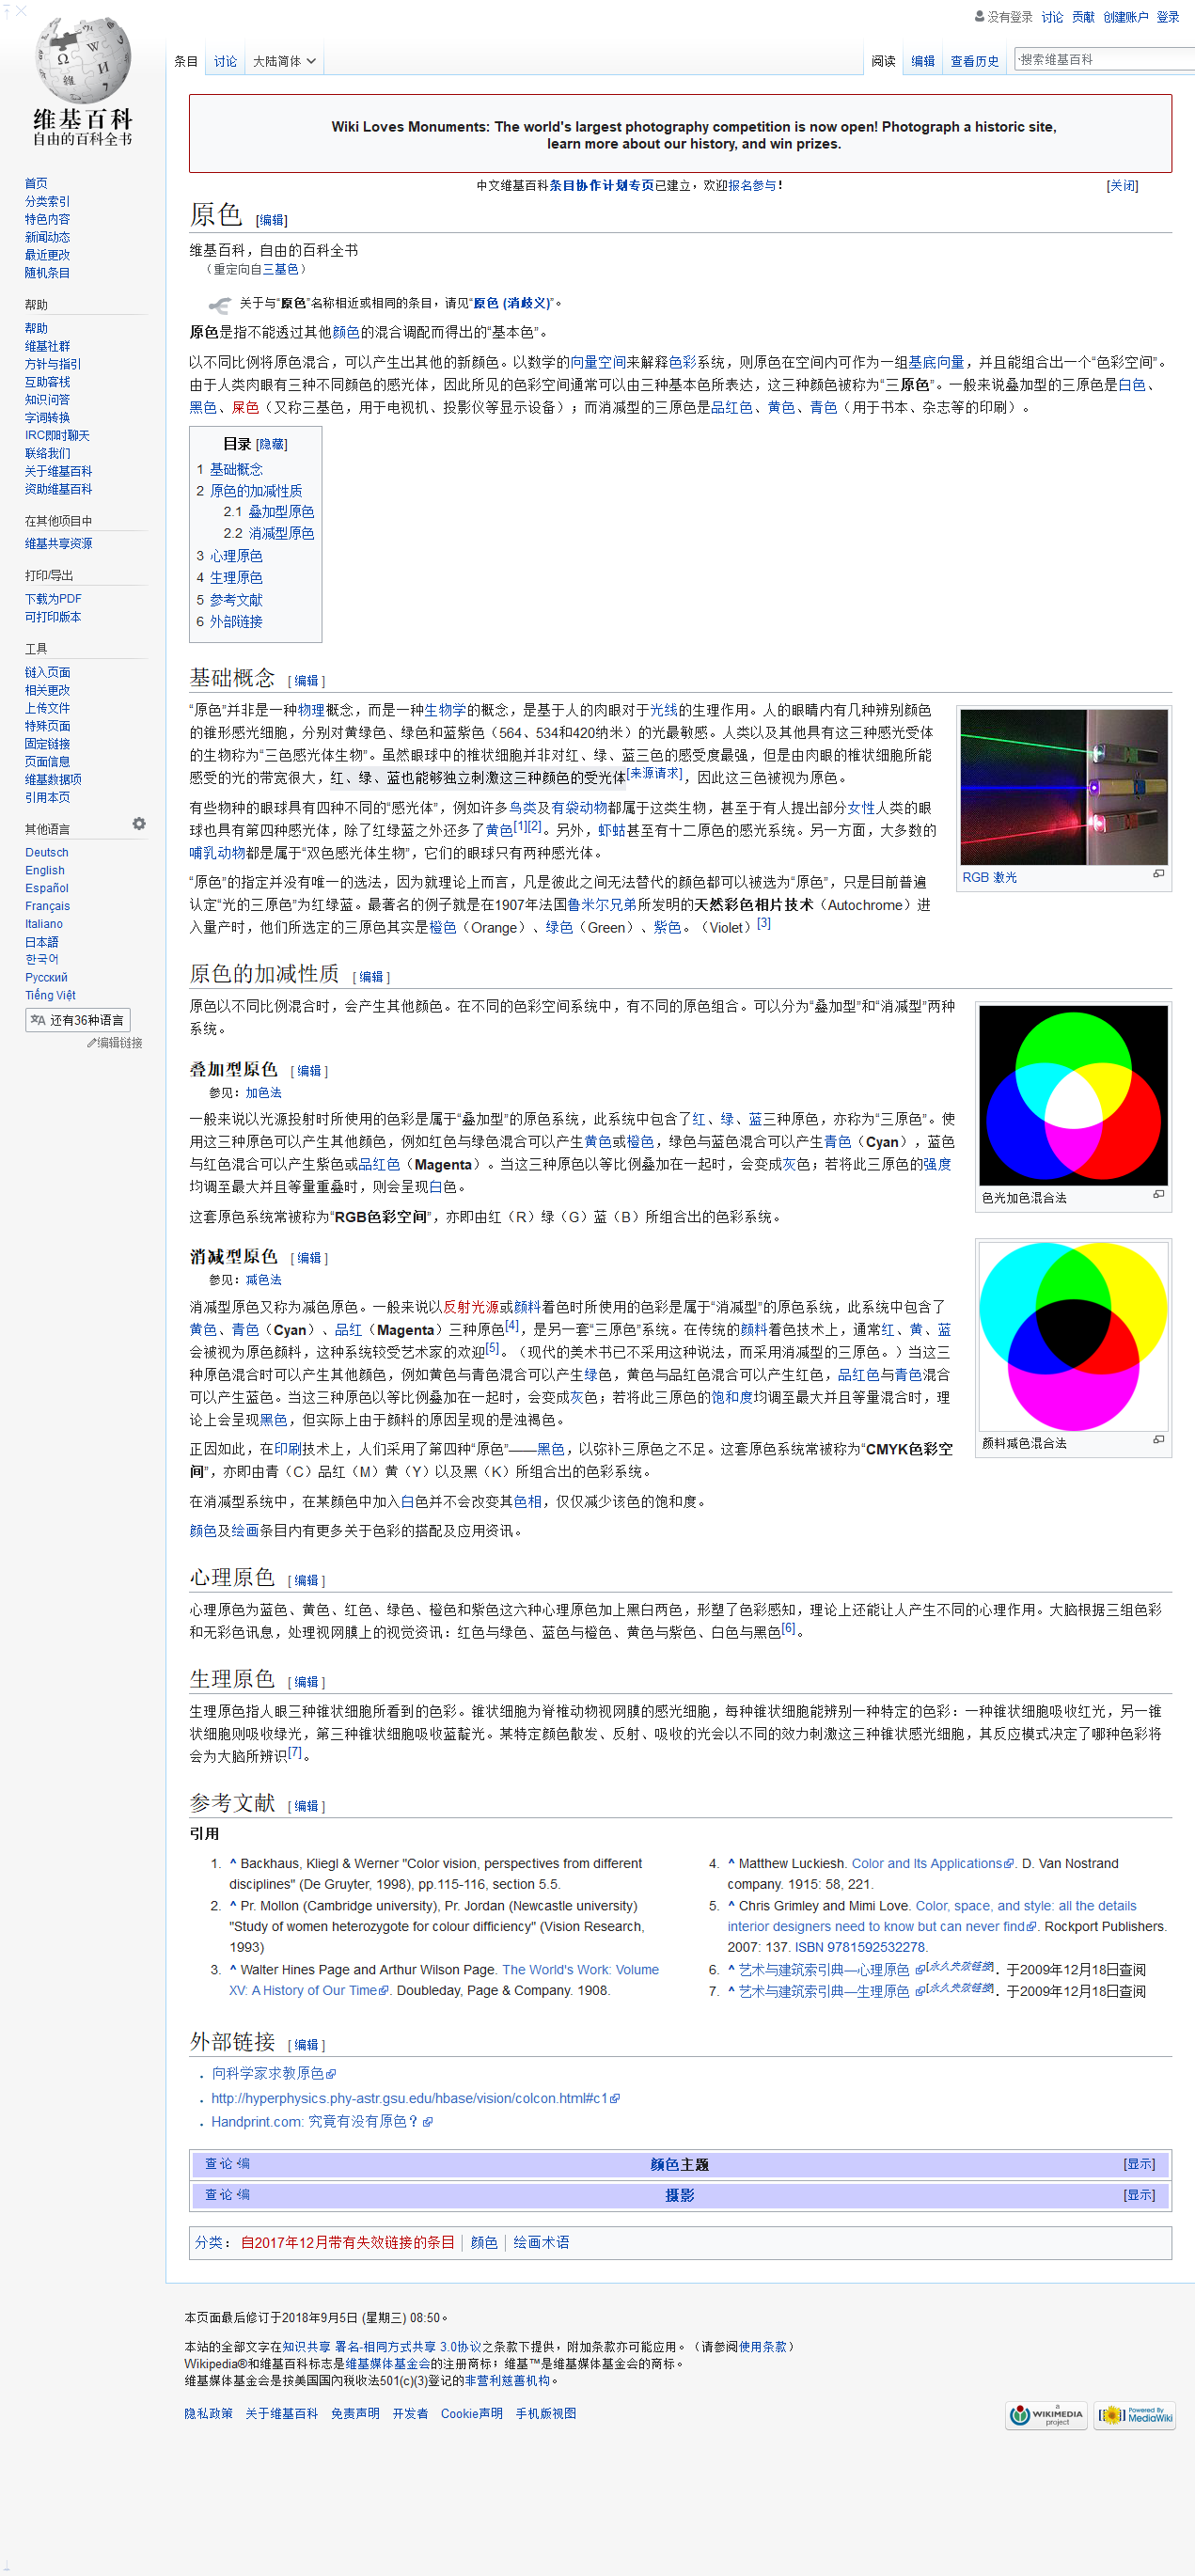 没有登录 讨论 贡献 创建账户 登录
条目 讨论 大陆简体 阅读 编辑 查看历史 搜索维基百科
维基百科
自由的百科全书
首页
分类索引
特色内容
新闻动态
最近更改
随机条目
帮助
帮助
维基社群
方针与指引
互助客栈
知识问答
字词转换
IRC即时聊天
联络我们
关于维基百科
资助维基百科
在其他项目中
维基共享资源
打印/导出
下载为PDF
可打印版本
工具
链入页面
相关更改
上传文件
特殊页面
固定链接
页面信息
维基数据项
引用本页
其他语言
Deutsch
English
Español
Français
Italiano
日本語
한국어
Русский
Tiếng Việt
还有36种语言
编辑链接
Wiki Loves Monuments: The world's largest photography competition is now open! Photograph a historic site,
learn more about our history, and win prizes.
中文维基百科条目协作计划专页已建立，欢迎报名参与！ [关闭]
原色 [编辑]
维基百科，自由的百科全书
（重定向自三基色）
关于与“原色”名称相近或相同的条目，请见“原色 (消歧义)”。
原色是指不能透过其他颜色的混合调配而得出的“基本色”。
以不同比例将原色混合，可以产生出其他的新颜色。以数学的向量空间来解释色彩系统，则原色在空间内可作为一组基底向量，并且能组合出一个“色彩空间”。
由于人类肉眼有三种不同颜色的感光体，因此所见的色彩空间通常可以由三种基本色所表达，这三种颜色被称为“三原色”。一般来说叠加型的三原色是白色、
黑色、屎色（又称三基色，用于电视机、投影仪等显示设备）；而消减型的三原色是品红色、黄色、青色（用于书本、杂志等的印刷）。
目录 [隐藏]
1 基础概念
2 原色的加减性质
2.1 叠加型原色
2.2 消减型原色
3 心理原色
4 生理原色
5 参考文献
6 外部链接
基础概念 [ 编辑 ]
“原色”并非是一种物理概念，而是一种生物学的概念，是基于人的肉眼对于光线的生理作用。人的眼睛内有几种辨别颜色
的锥形感光细胞，分别对黄绿色、绿色和蓝紫色（564、534和420纳米）的光最敏感。人类以及其他具有这三种感光受体
的生物称为“三色感光体生物”。虽然眼球中的椎状细胞并非对红、绿、蓝三色的感受度最强，但是由肉眼的椎状细胞所能
感受的光的带宽很大，红、绿、蓝也能够独立刺激这三种颜色的受光体[来源请求]，因此这三色被视为原色。
有些物种的眼球具有四种不同的“感光体”，例如许多鸟类及有袋动物都属于这类生物，甚至于有人提出部分女性人类的眼
球也具有第四种感光体，除了红绿蓝之外还多了黄色[1][2]。另外，虾蛄甚至有十二原色的感光系统。另一方面，大多数的
哺乳动物都是属于“双色感光体生物”，它们的眼球只有两种感光体。
“原色”的指定并没有唯一的选法，因为就理论上而言，凡是彼此之间无法替代的颜色都可以被选为“原色”，只是目前普遍
认定“光的三原色”为红绿蓝。最著名的例子就是在1907年法国鲁米尔兄弟所发明的天然彩色相片技术（Autochrome）进
入量产时，他们所选定的三原色其实是橙色（Orange）、绿色（Green）、紫色。（Violet）[3]
RGB 激光
原色的加减性质 [ 编辑 ]
原色以不同比例混合时，会产生其他颜色。在不同的色彩空间系统中，有不同的原色组合。可以分为“叠加型”和“消减型”两种
系统。
叠加型原色 [ 编辑 ]
参见：加色法
一般来说以光源投射时所使用的色彩是属于“叠加型”的原色系统，此系统中包含了红、绿、蓝三种原色，亦称为“三原色”。使
用这三种原色可以产生其他颜色，例如红色与绿色混合可以产生黄色或橙色，绿色与蓝色混合可以产生青色（Cyan），蓝色
与红色混合可以产生紫色或品红色（Magenta）。当这三种原色以等比例叠加在一起时，会变成灰色；若将此三原色的强度
均调至最大并且等量重叠时，则会呈现白色。
这套原色系统常被称为“RGB色彩空间”，亦即由红（R）绿（G）蓝（B）所组合出的色彩系统。
色光加色混合法
消减型原色 [ 编辑 ]
参见：减色法
消减型原色又称为减色原色。一般来说以反射光源或颜料着色时所使用的色彩是属于“消减型”的原色系统，此系统中包含了
黄色、青色（Cyan）、品红（Magenta）三种原色[4]，是另一套“三原色”系统。在传统的颜料着色技术上，通常红、黄、蓝
会被视为原色颜料，这种系统较受艺术家的欢迎[5]。（现代的美术书已不采用这种说法，而采用消减型的三原色。）当这三
种原色混合时可以产生其他颜色，例如黄色与青色混合可以产生绿色，黄色与品红色混合可以产生红色，品红色与青色混合
可以产生蓝色。当这三种原色以等比例叠加在一起时，会变成灰色；若将此三原色的饱和度均调至最大并且等量混合时，理
论上会呈现黑色，但实际上由于颜料的原因呈现的是浊褐色。
正因如此，在印刷技术上，人们采用了第四种“原色”——黑色，以弥补三原色之不足。这套原色系统常被称为“CMYK色彩空
间”，亦即由青（C）品红（M）黄（Y）以及黑（K）所组合出的色彩系统。
在消减型系统中，在某颜色中加入白色并不会改变其色相，仅仅减少该色的饱和度。
颜色及绘画条目内有更多关于色彩的搭配及应用资讯。
颜料减色混合法
心理原色 [ 编辑 ]
心理原色为蓝色、黄色、红色、绿色、橙色和紫色这六种心理原色加上黑白两色，形塑了色彩感知，理论上还能让人产生不同的心理作用。大脑根据三组色彩
和无彩色讯息，处理视网膜上的视觉资讯：红色与绿色、蓝色与橙色、黄色与紫色、白色与黑色[6]。
生理原色 [ 编辑 ]
生理原色指人眼三种锥状细胞所看到的色彩。锥状细胞为脊椎动物视网膜的感光细胞，每种锥状细胞能辨别一种特定的色彩：一种锥状细胞吸收红光，另一锥
状细胞则吸收绿光，第三种锥状细胞吸收蓝靛光。某特定颜色散发、反射、吸收的光会以不同的效力刺激这三种锥状感光细胞，其反应模式决定了哪种色彩将
会为大脑所辨识[7]。
参考文献 [ 编辑 ]
引用
1. ^ Backhaus, Kliegl & Werner "Color vision, perspectives from different
disciplines" (De Gruyter, 1998), pp.115-116, section 5.5.
2. ^ Pr. Mollon (Cambridge university), Pr. Jordan (Newcastle university)
"Study of women heterozygote for colour difficiency" (Vision Research,
1993)
3. ^ Walter Hines Page and Arthur Wilson Page. The World's Work: Volume
XV: A History of Our Time. Doubleday, Page & Company. 1908.
4. ^ Matthew Luckiesh. Color and Its Applications. D. Van Nostrand
company. 1915: 58, 221.
5. ^ Chris Grimley and Mimi Love. Color, space, and style: all the details
interior designers need to know but can never find. Rockport Publishers.
2007: 137. ISBN 9781592532278.
6. ^ 艺术与建筑索引典—心理原色 [永久失效链接]．于2009年12月18日查阅
7. ^ 艺术与建筑索引典—生理原色 [永久失效链接]．于2009年12月18日查阅
外部链接 [ 编辑 ]
向科学家求教原色
http://hyperphysics.phy-astr.gsu.edu/hbase/vision/colcon.html#c1
Handprint.com: 究竟有没有原色？
查·论·编 颜色主题 [显示]
查·论·编 摄影 [显示]
分类： 自2017年12月带有失效链接的条目 | 颜色 | 绘画术语
本页面最后修订于2018年9月5日 (星期三) 08:50。
本站的全部文字在知识共享 署名-相同方式共享 3.0协议之条款下提供，附加条款亦可能应用。（请参阅使用条款）
Wikipedia®和维基百科标志是维基媒体基金会的注册商标；维基™是维基媒体基金会的商标。
维基媒体基金会是按美国国內税收法501(c)(3)登记的非营利慈善机构。
隐私政策 关于维基百科 免责声明 开发者 Cookie声明 手机版视图
a WIKIMEDIA project
Powered By MediaWiki